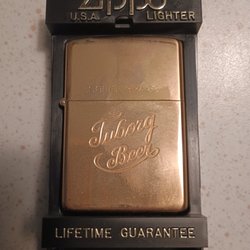 Zippo
U.S.A. LIGHTER
Tuborg
Beer
LIFETIME GUARANTEE